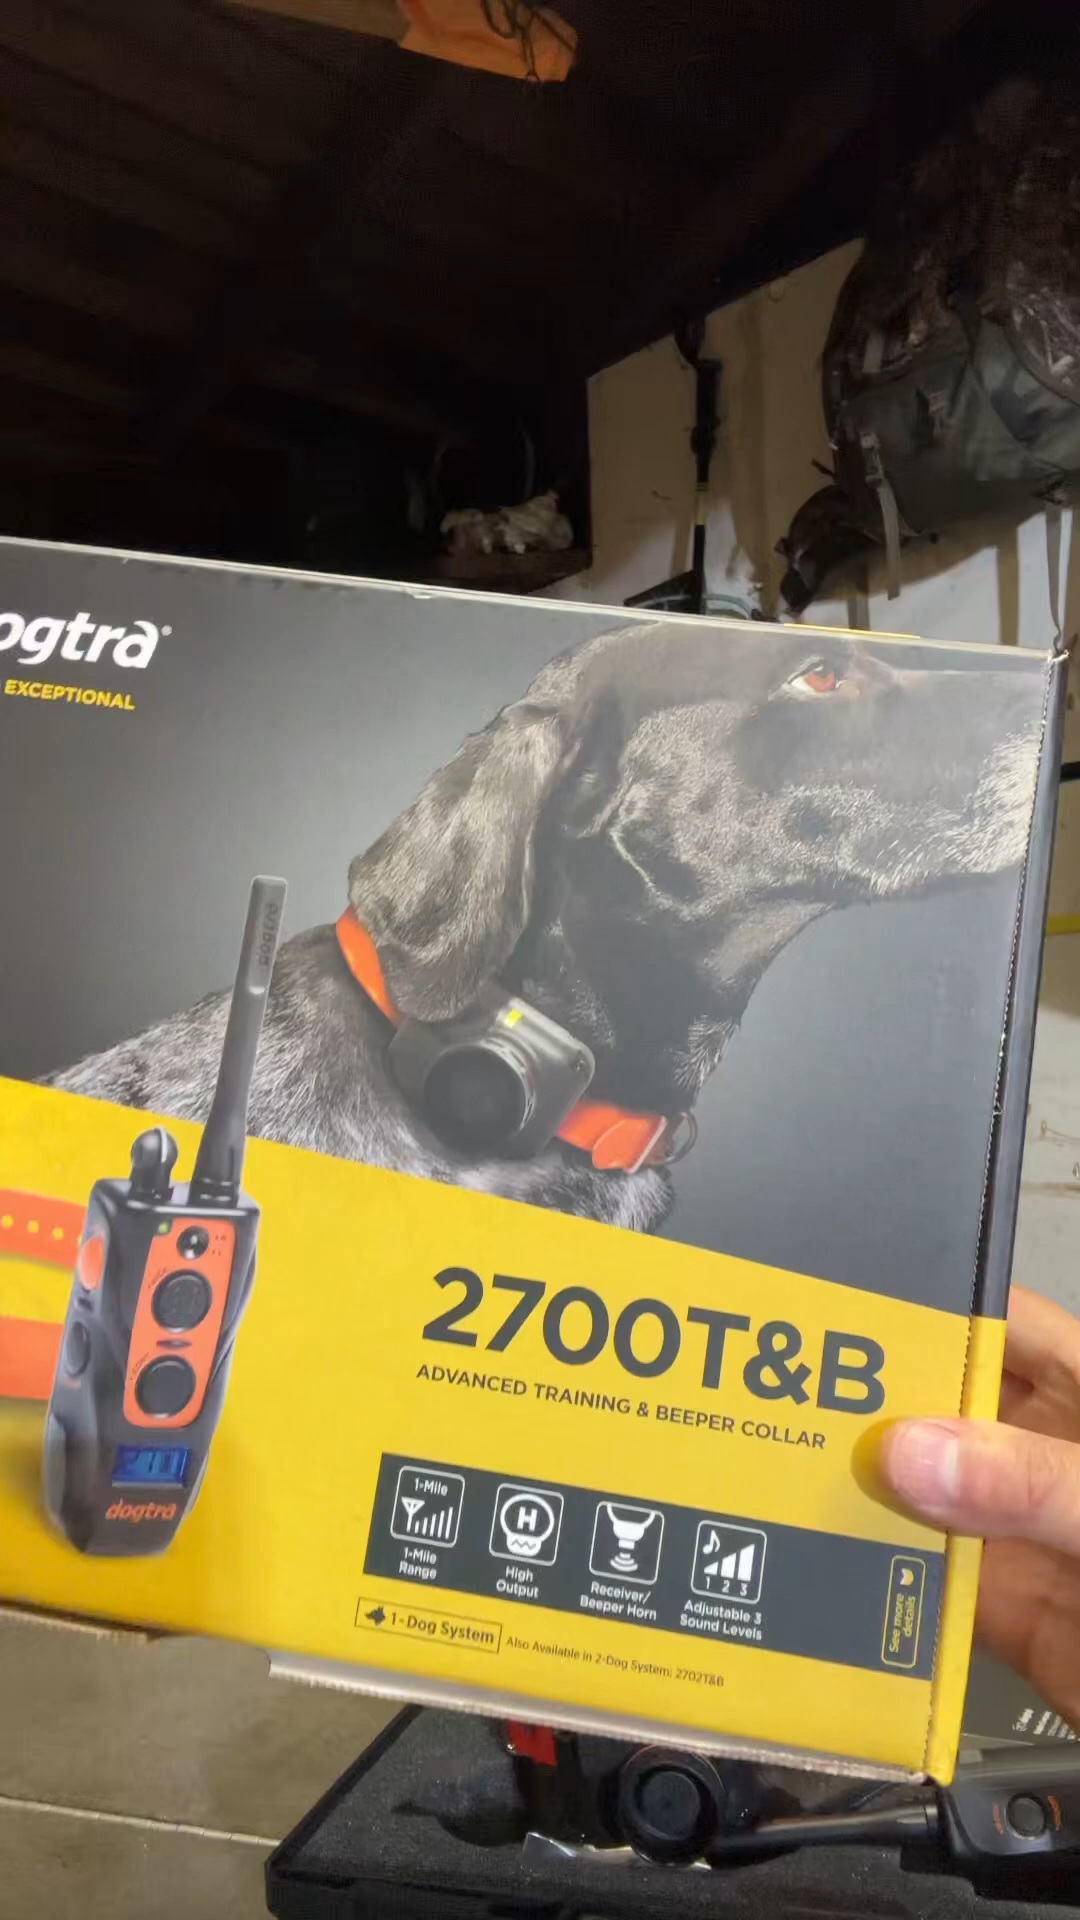 ogtra®
EXCEPTIONAL
2700T&B
ADVANCED TRAINING & BEEPER COLLAR
1-Mile
H
1 2 3
1-Mile
Range
High
Output
Receiver/
Beeper Horn
Adjustable 3
Sound Levels
See more
details
1-Dog System
Also Available in 2-Dog System: 2702T&B
dogtra